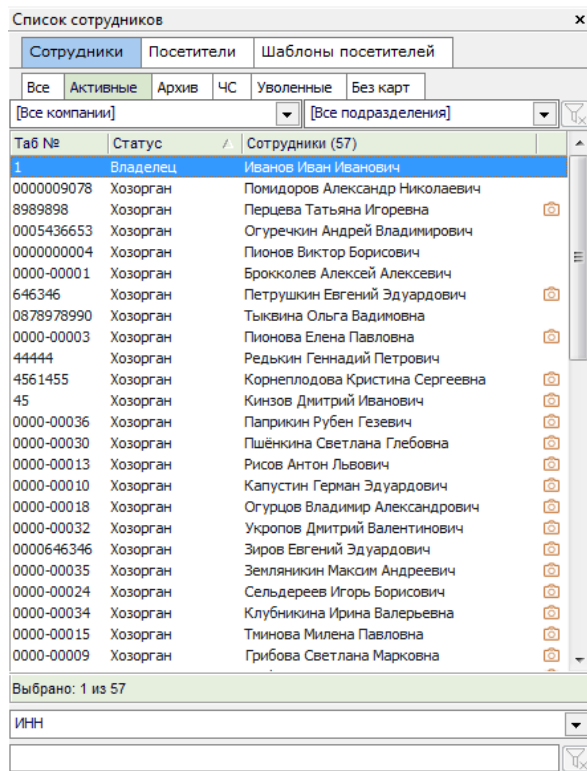 Список сотрудников
Сотрудники Посетители Шаблоны посетителей
Все Активные Архив ЧС Уволенные Без карт
[Все компании] [Все подразделения]
Таб № Статус Сотрудники (57)
1 Владелец Иванов Иван Иванович
0000009078 Хозорган Помидоров Александр Николаевич
8989898 Хозорган Перцева Татьяна Игоревна
0005436653 Хозорган Огуречкин Андрей Владимирович
0000000004 Хозорган Пионов Виктор Борисович
0000-00001 Хозорган Брокколев Алексей Алексевич
646346 Хозорган Петрушкин Евгений Эдуардович
0878978990 Хозорган Тыквина Ольга Вадимовна
0000-00003 Хозорган Пионова Елена Павловна
44444 Хозорган Редькин Геннадий Петрович
4561455 Хозорган Корнеплодова Кристина Сергеевна
45 Хозорган Кинзов Дмитрий Иванович
0000-00036 Хозорган Паприкин Рубен Гезевич
0000-00030 Хозорган Пшёнкина Светлана Глебовна
0000-00013 Хозорган Рисов Антон Львович
0000-00010 Хозорган Капустин Герман Эдуардович
0000-00018 Хозорган Огурцов Владимир Александрович
0000-00032 Хозорган Укропов Дмитрий Валентинович
0000646346 Хозорган Зиров Евгений Эдуардович
0000-00035 Хозорган Земляникин Максим Андреевич
0000-00024 Хозорган Сельдереев Игорь Борисович
0000-00034 Хозорган Клубникина Ирина Валерьевна
0000-00015 Хозорган Тминова Милена Павловна
0000-00009 Хозорган Грибова Светлана Марковна
Выбрано: 1 из 57
ИНН